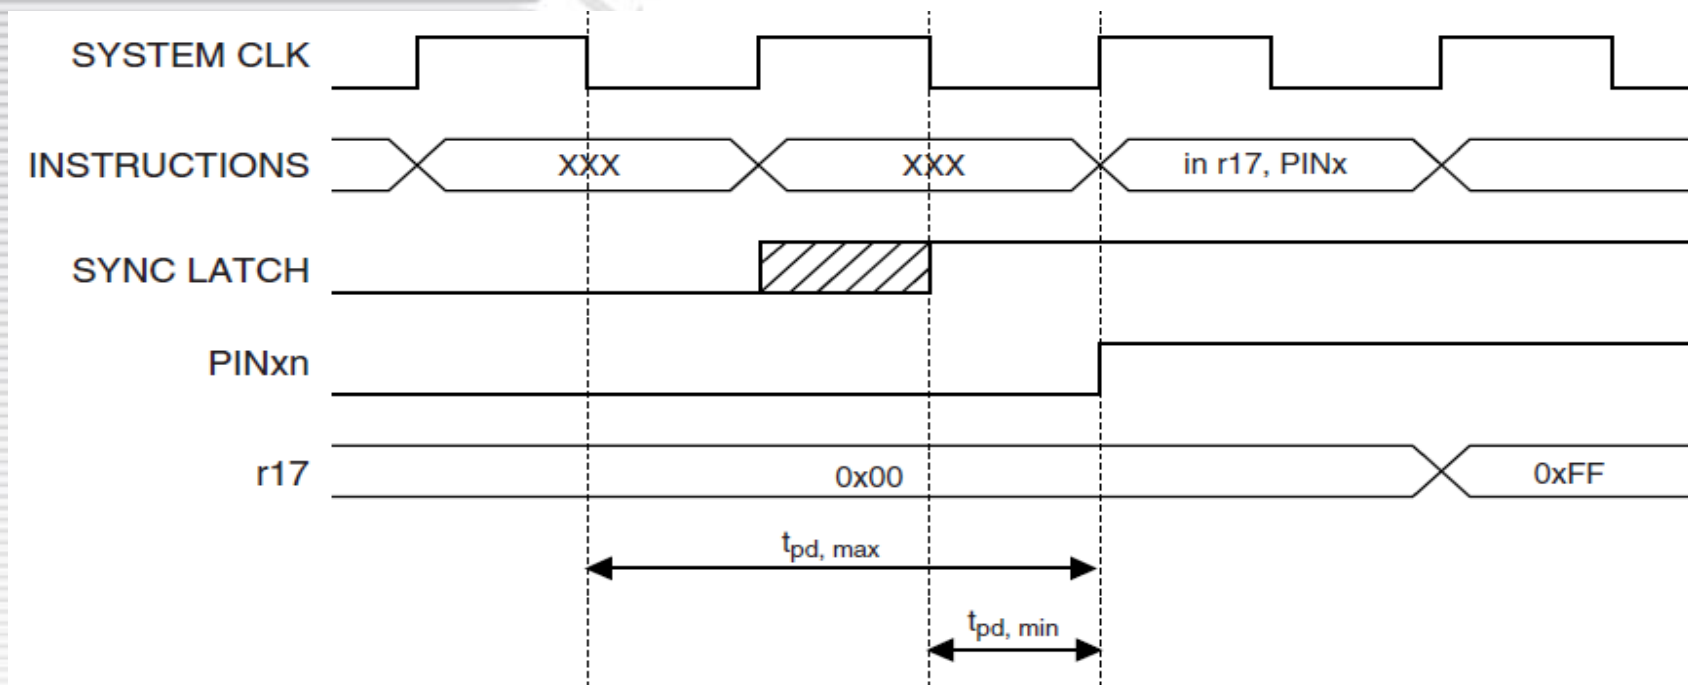 SYSTEM CLK
INSTRUCTIONS XXX XXX in r17, PINx
SYNC LATCH
PINxn
r17 0x00 0xFF
tpd, max
tpd, min